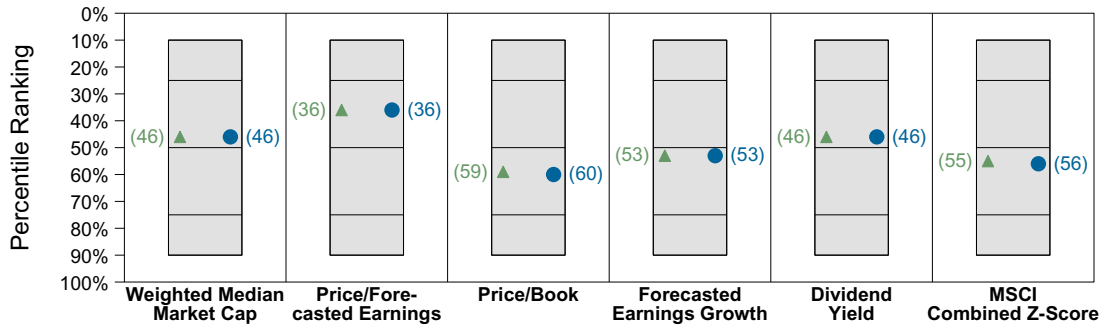 Percentile Ranking
0%
10%
20%
30%
40%
50%
60%
70%
80%
90%
100%
(46) (46)
(36) (36)
(59) (60)
(53) (53)
(46) (46)
(55) (56)
Weighted Median
Market Cap
Price/Fore-
casted Earnings
Price/Book
Forecasted
Earnings Growth
Dividend
Yield
MSCI
Combined Z-Score